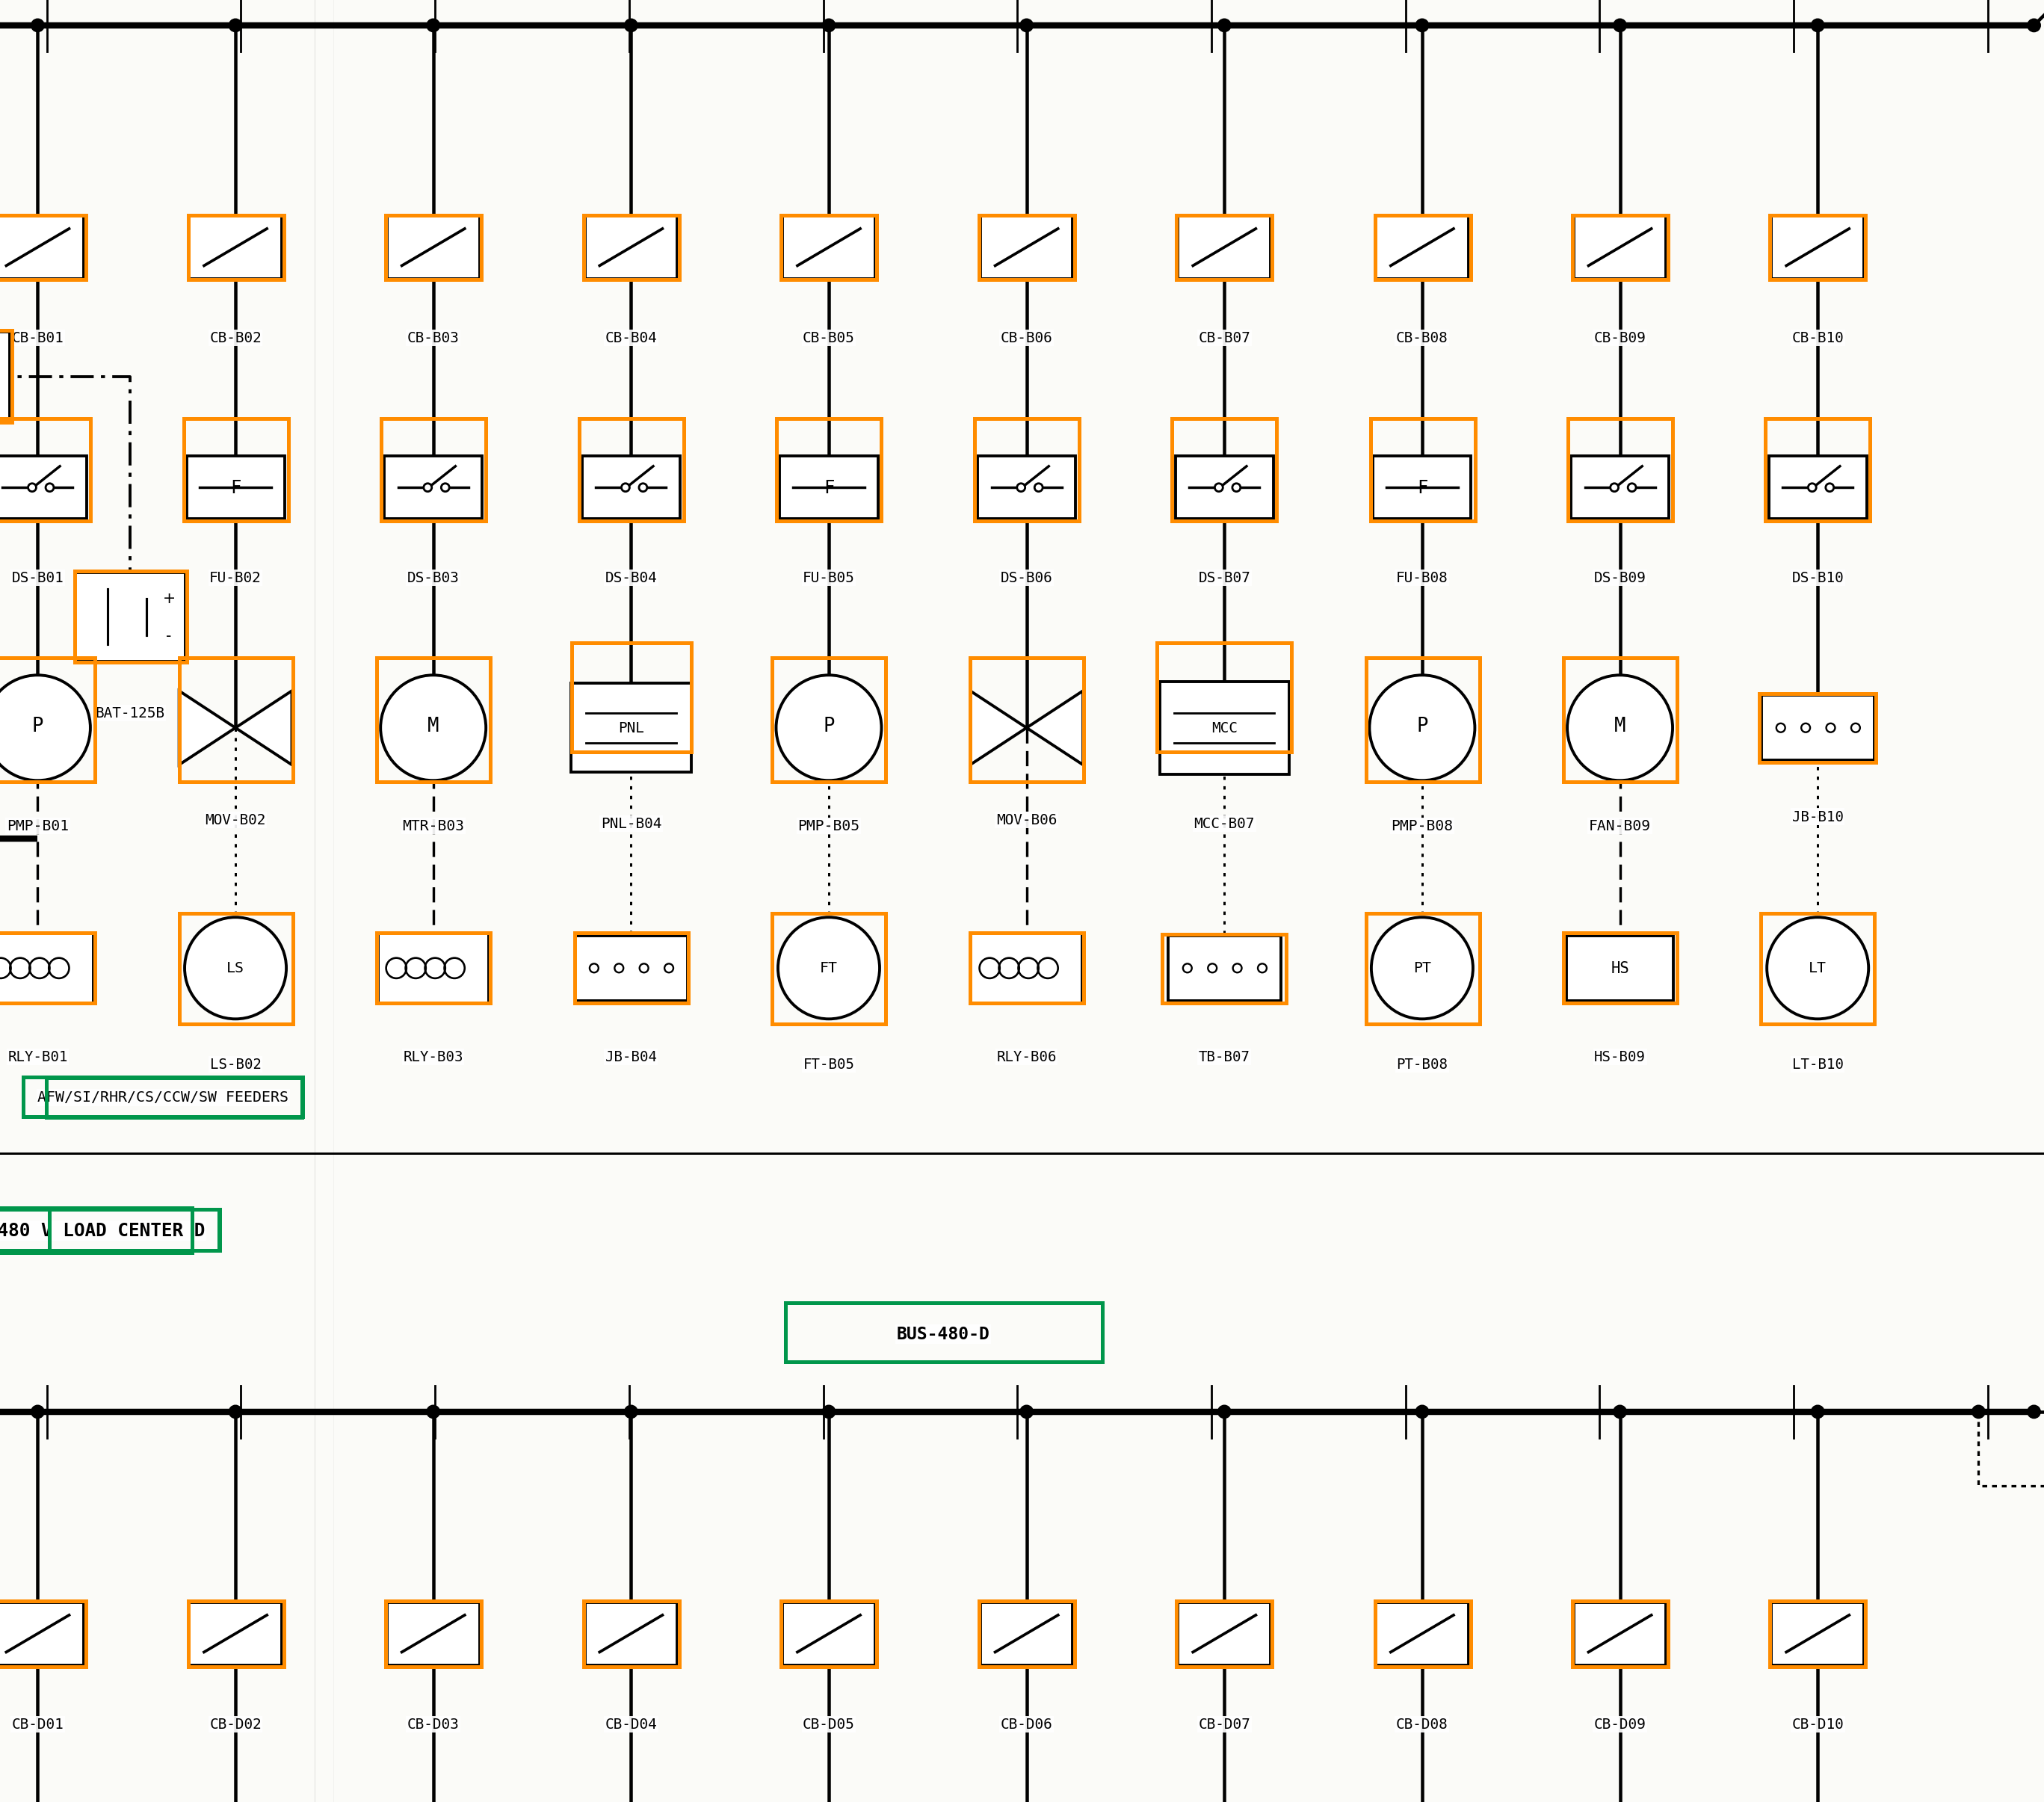 CB-B01 CB-B02 CB-B03 CB-B04 CB-B05 CB-B06 CB-B07 CB-B08 CB-B09 CB-B10
F F F
DS-B01 FU-B02 DS-B03 DS-B04 FU-B05 DS-B06 DS-B07 FU-B08 DS-B09 DS-B10
+
-
BAT-125B
P M PNL P MCC P M
PMP-B01 MOV-B02 MTR-B03 PNL-B04 PMP-B05 MOV-B06 MCC-B07 PMP-B08 FAN-B09 JB-B10
LS FT PT HS LT
RLY-B01 LS-B02 RLY-B03 JB-B04 FT-B05 RLY-B06 TB-B07 PT-B08 HS-B09 LT-B10
AFW/SI/RHR/CS/CCW/SW FEEDERS
480 V LOAD CENTER D
BUS-480-D
CB-D01 CB-D02 CB-D03 CB-D04 CB-D05 CB-D06 CB-D07 CB-D08 CB-D09 CB-D10